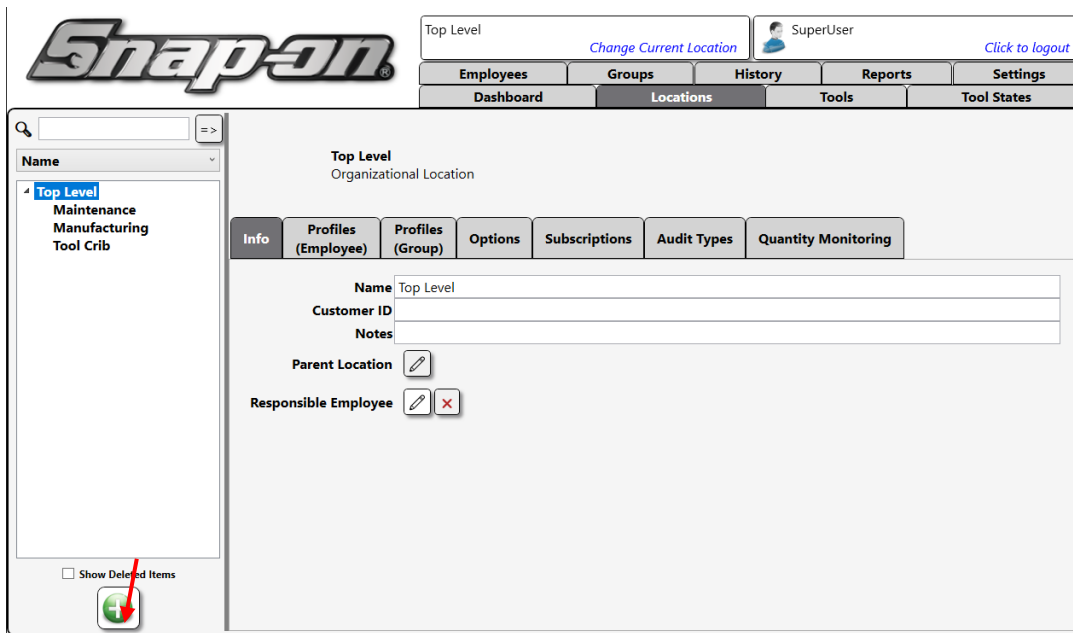 Snap-on®
Top Level
Change Current Location
SuperUser
Click to logout
Employees Groups History Reports Settings
Dashboard Locations Tools Tool States
=>
Name
Top Level
Maintenance
Manufacturing
Tool Crib
Show Deleted Items
Top Level
Organizational Location
Info Profiles (Employee) Profiles (Group) Options Subscriptions Audit Types Quantity Monitoring
Name Top Level
Customer ID
Notes
Parent Location
Responsible Employee